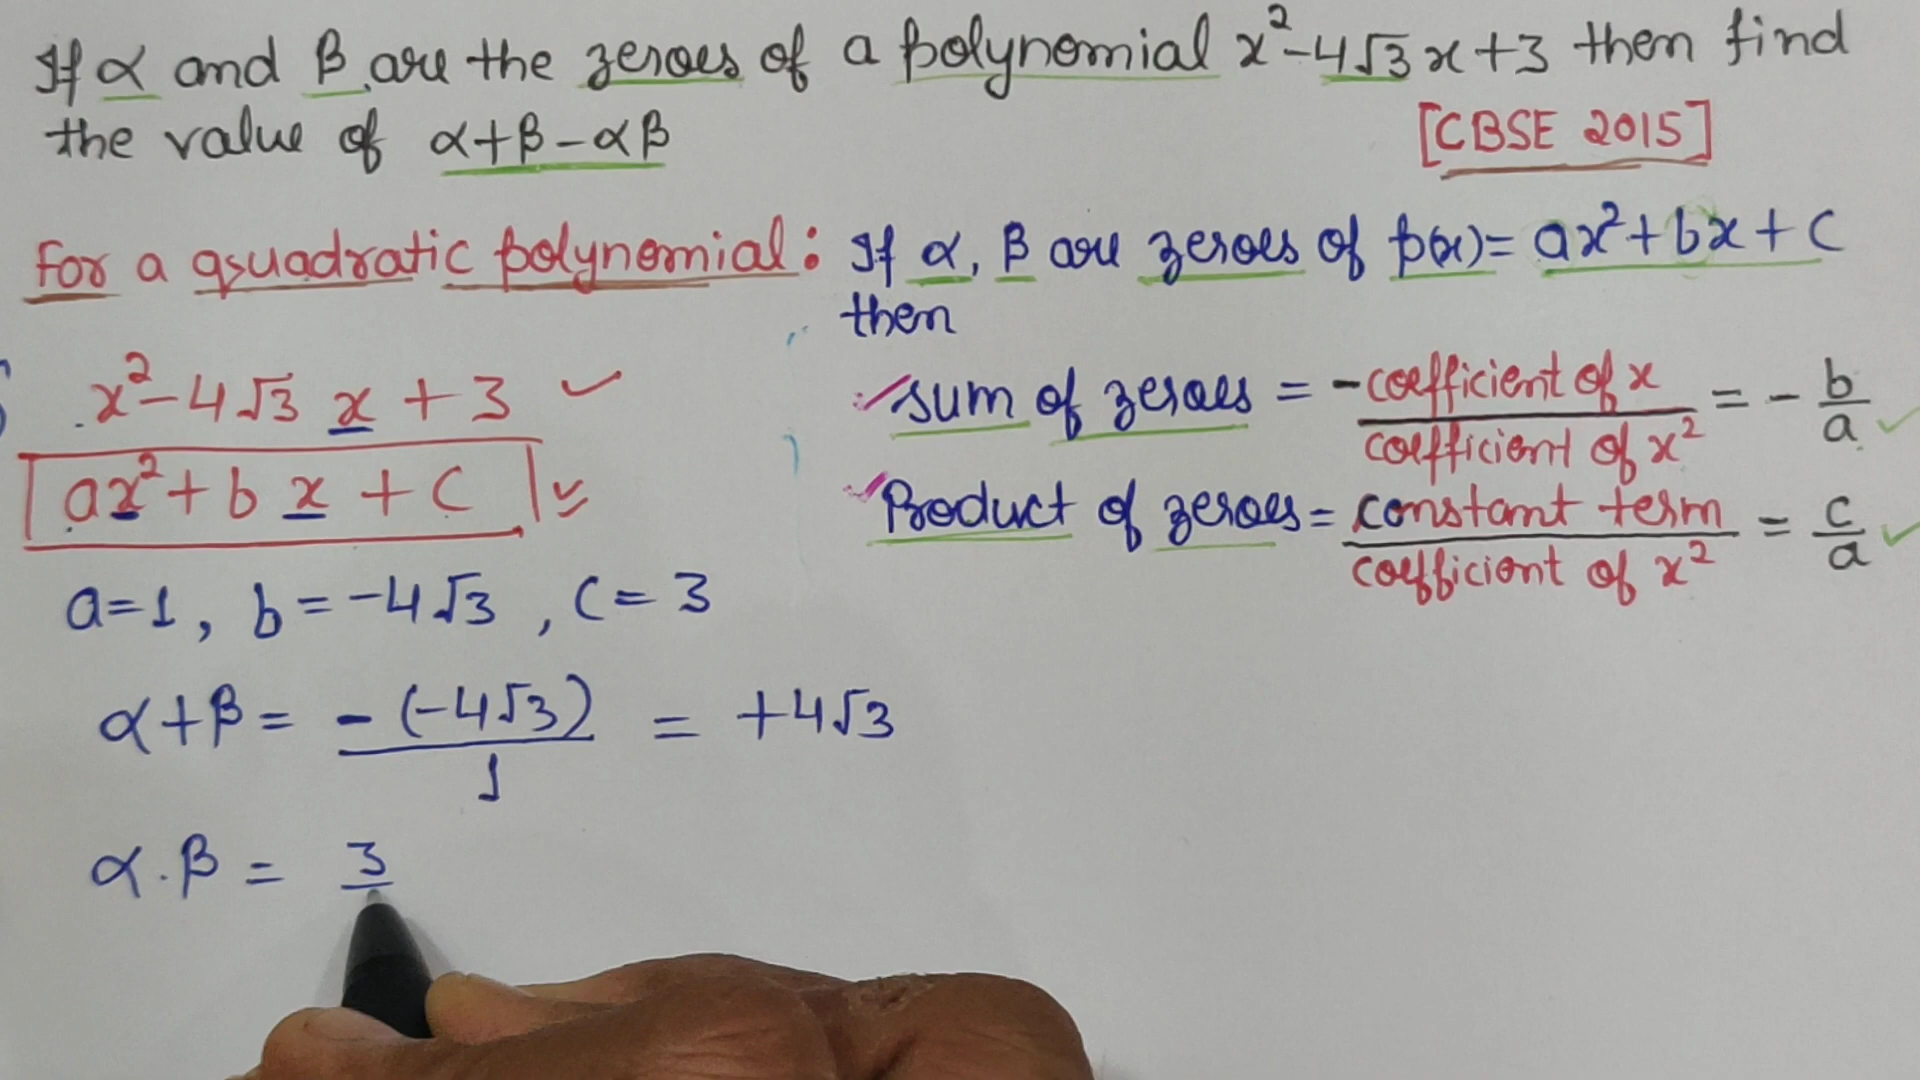 If α and β are the zeroes of a polynomial x²-4√3x+3 then find
the value of α+β-αβ
[CBSE 2015]
For a quadratic polynomial: If α, β are zeroes of p(x)= ax²+bx+c
then
x²-4√3 x + 3 ✓
ax²+b x + c
a=1, b=-4√3, c=3
α+β = -(-4√3)/1 = +4√3
α.β = 3
✓sum of zeroes = -coefficient of x/coefficient of x² = -b/a ✓
✓Product of zeroes = constant term/coefficient of x² = c/a ✓